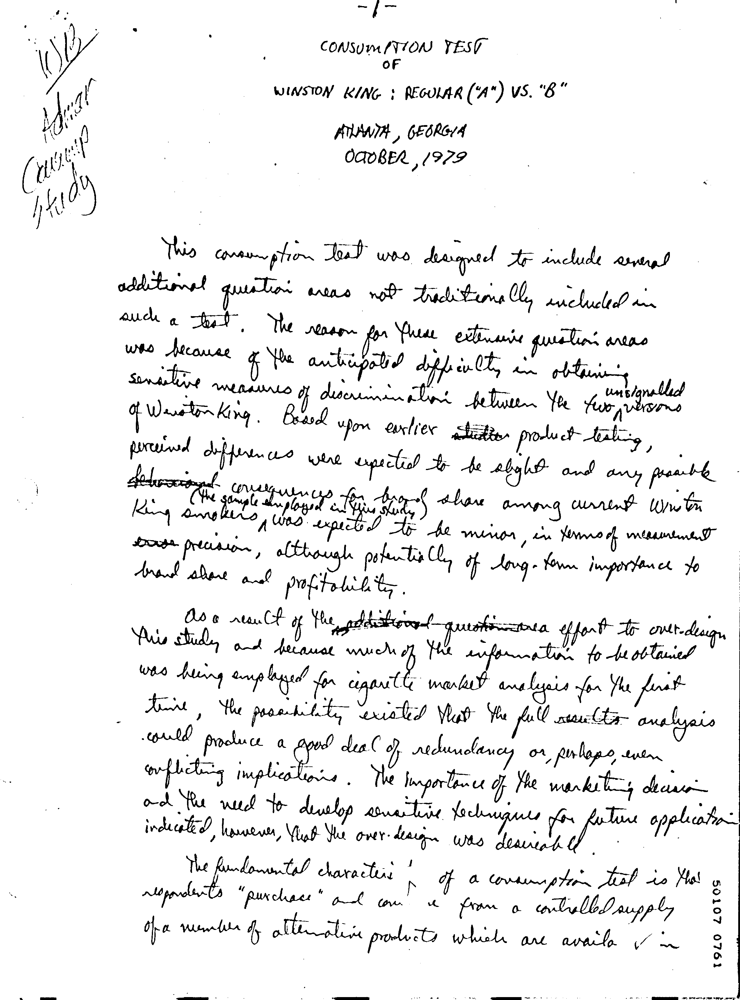 -1-
CONSUMPTION TEST
OF
WINSTON KING : REGULAR ("A") VS. "B"
ATLANTA, GEORGIA
OCTOBER, 1979
Consump
Study
This consumption test was designed to include several
additional question areas not traditionally included in
such a test. The reason for these extensive question areas
was because of the anticipated difficulty in obtaining
sensitive measures of discrimination between the two unsignalled versions
of Winston King. Based upon earlier studies product testing,
perceived differences were expected to be slight and any possible
behavioral consequences for brand share among current Winston
King smokers (the sample employed in this study) was expected to be minor, in terms of measurement
error precision, although potentially of long-term importance to
brand share and profitability.
As a result of the additional question area effort to over-design
this study and because much of the information to be obtained
was being employed for cigarette market analysis for the first
time, the possibility existed that the full results analysis
could produce a good deal of redundancy or, perhaps, even
conflicting implications. The importance of the marketing decision
and the need to develop sensitive techniques for future application
indicated, however, that the over-design was desireable.
The fundamental characteri of a consumption test is that
respondents "purchase" and from a controlled supply
of a number of alternative products which are availa in
50107 0761